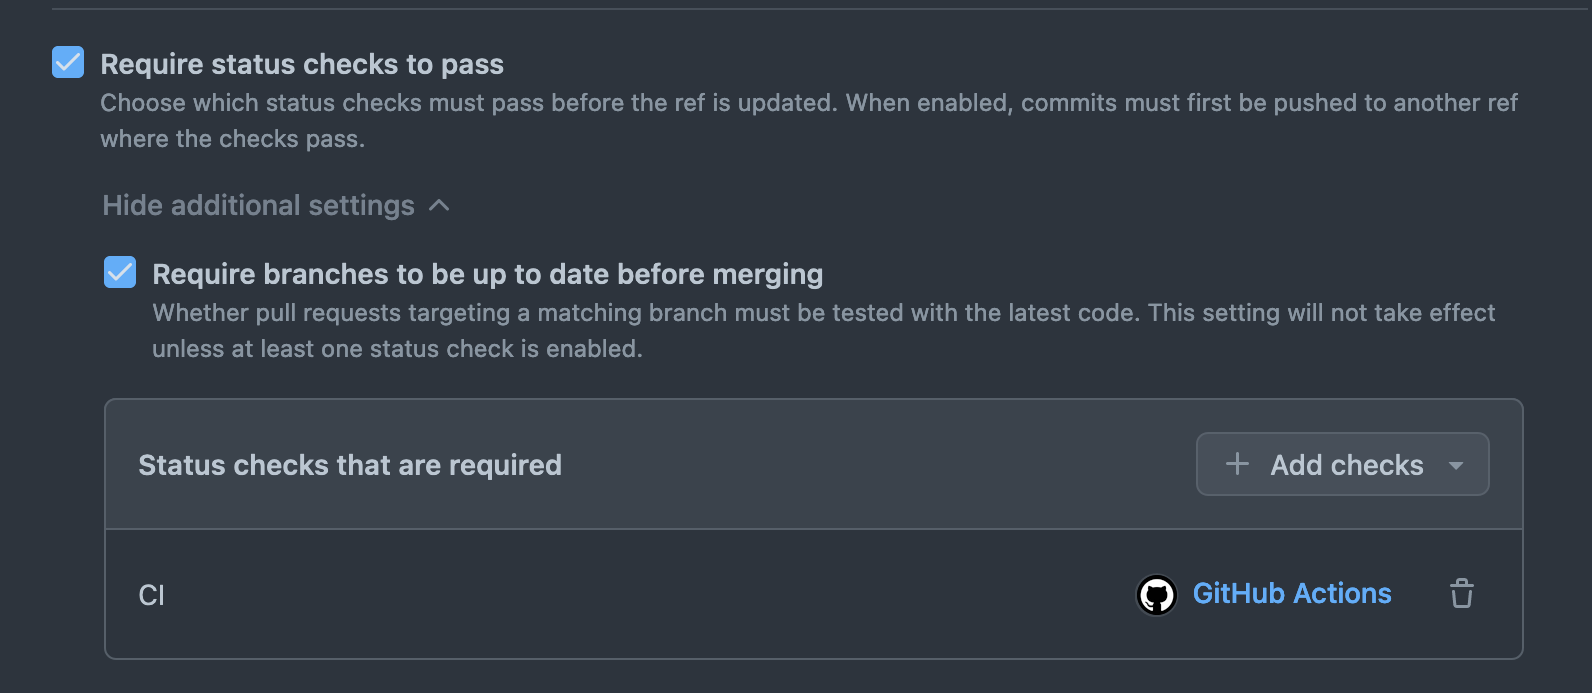 Require status checks to pass
Choose which status checks must pass before the ref is updated. When enabled, commits must first be pushed to another ref
where the checks pass.
Hide additional settings
Require branches to be up to date before merging
Whether pull requests targeting a matching branch must be tested with the latest code. This setting will not take effect
unless at least one status check is enabled.
Status checks that are required
Add checks
CI
GitHub Actions